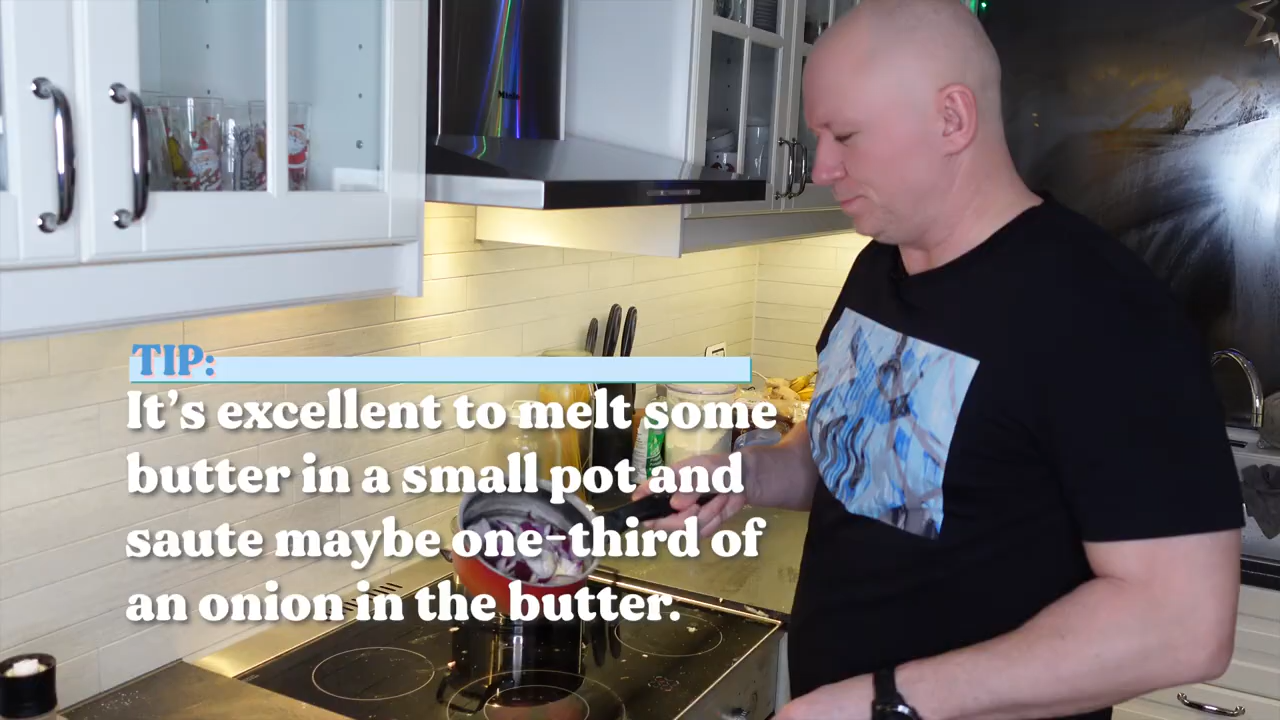 Miele
TIP:
It’s excellent to melt some
butter in a small pot and
saute maybe one-third of
an onion in the butter.